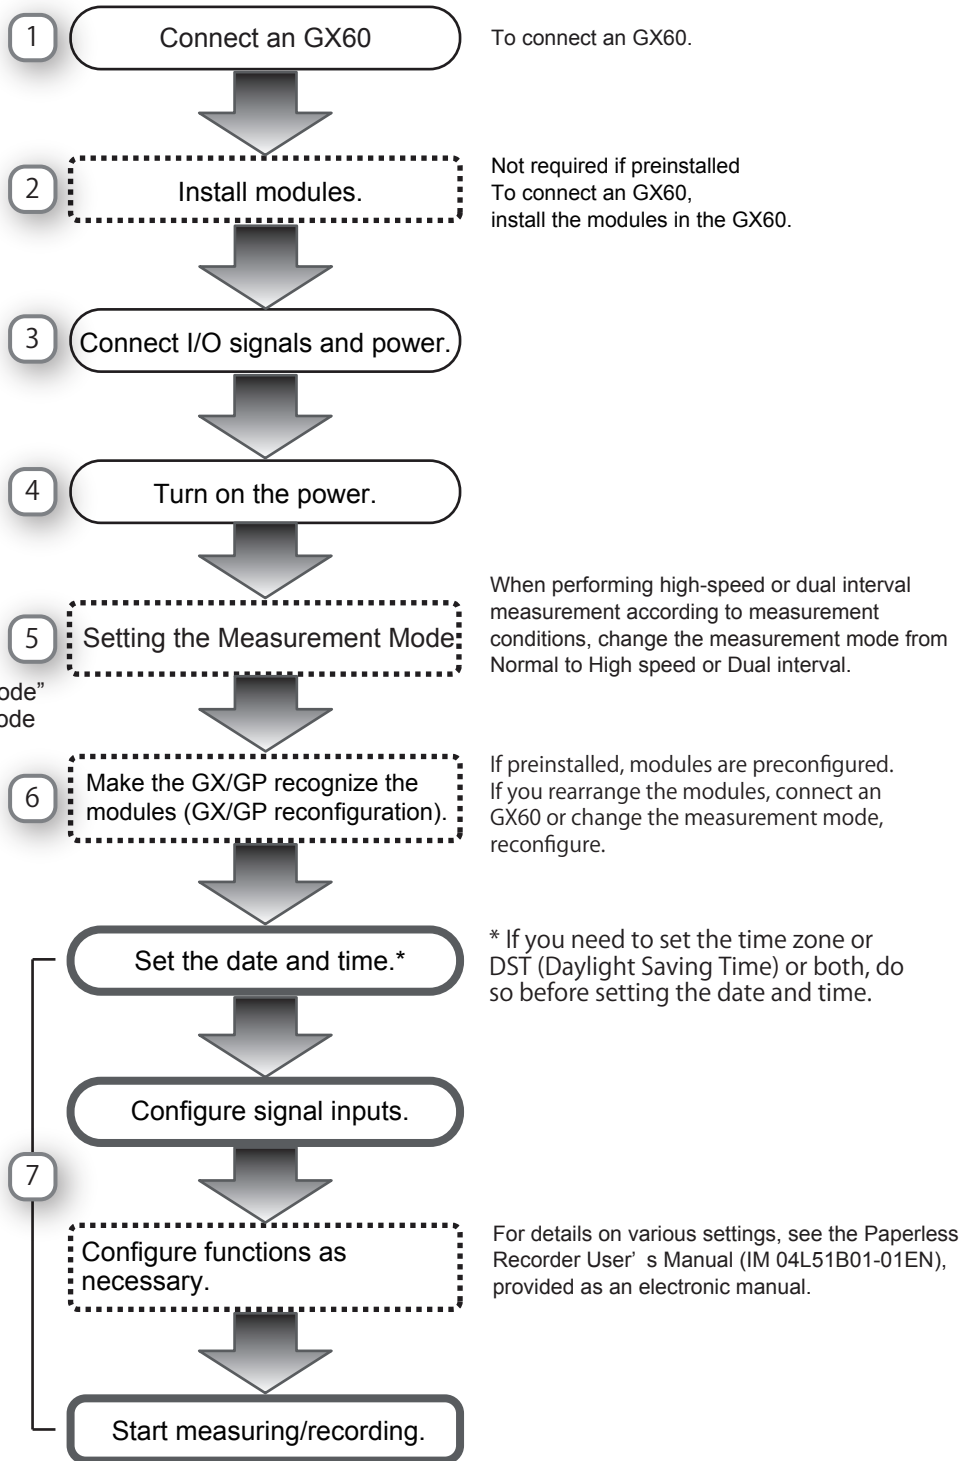 1
Connect an GX60
To connect an GX60.
2
Install modules.
Not required if preinstalled
To connect an GX60,
install the modules in the GX60.
3
Connect I/O signals and power.
4
Turn on the power.
5
Setting the Measurement Mode
When performing high-speed or dual interval
measurement according to measurement
conditions, change the measurement mode from
Normal to High speed or Dual interval.
ode”
ode
6
Make the GX/GP recognize the
modules (GX/GP reconfiguration).
If preinstalled, modules are preconfigured.
If you rearrange the modules, connect an
GX60 or change the measurement mode,
reconfigure.
Set the date and time.*
* If you need to set the time zone or
DST (Daylight Saving Time) or both, do
so before setting the date and time.
Configure signal inputs.
7
Configure functions as
necessary.
For details on various settings, see the Paperless
Recorder User’ s Manual (IM 04L51B01-01EN),
provided as an electronic manual.
Start measuring/recording.